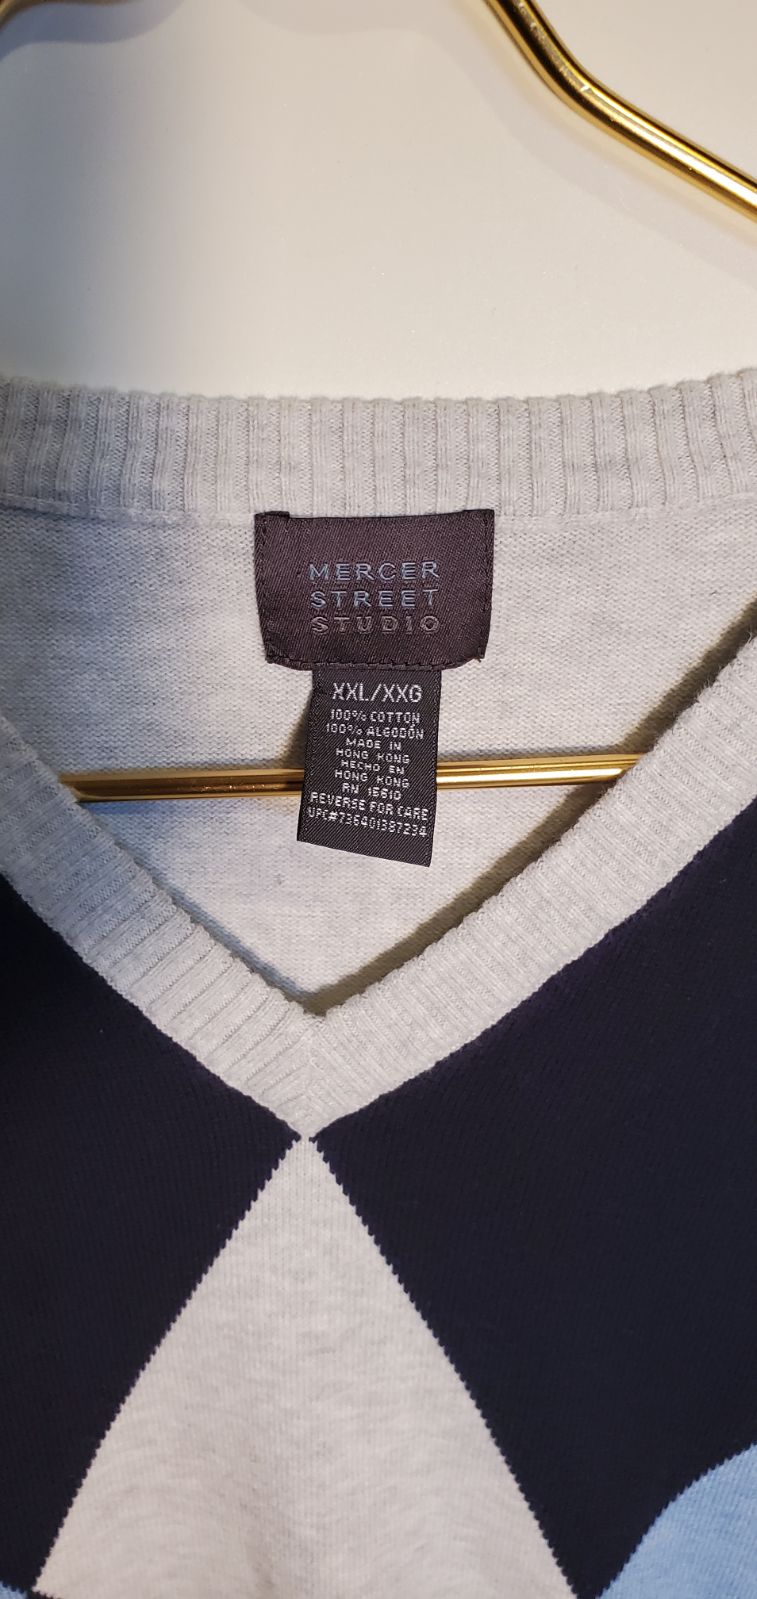 MERCER
STREET
STUDIO
XXL/XXG
100% COTTON
100% ALGODÓN
MADE IN
HONG KONG
HECHO EN
HONG KONG
RN 15610
REVERSE FOR CARE
UPC#736401387234